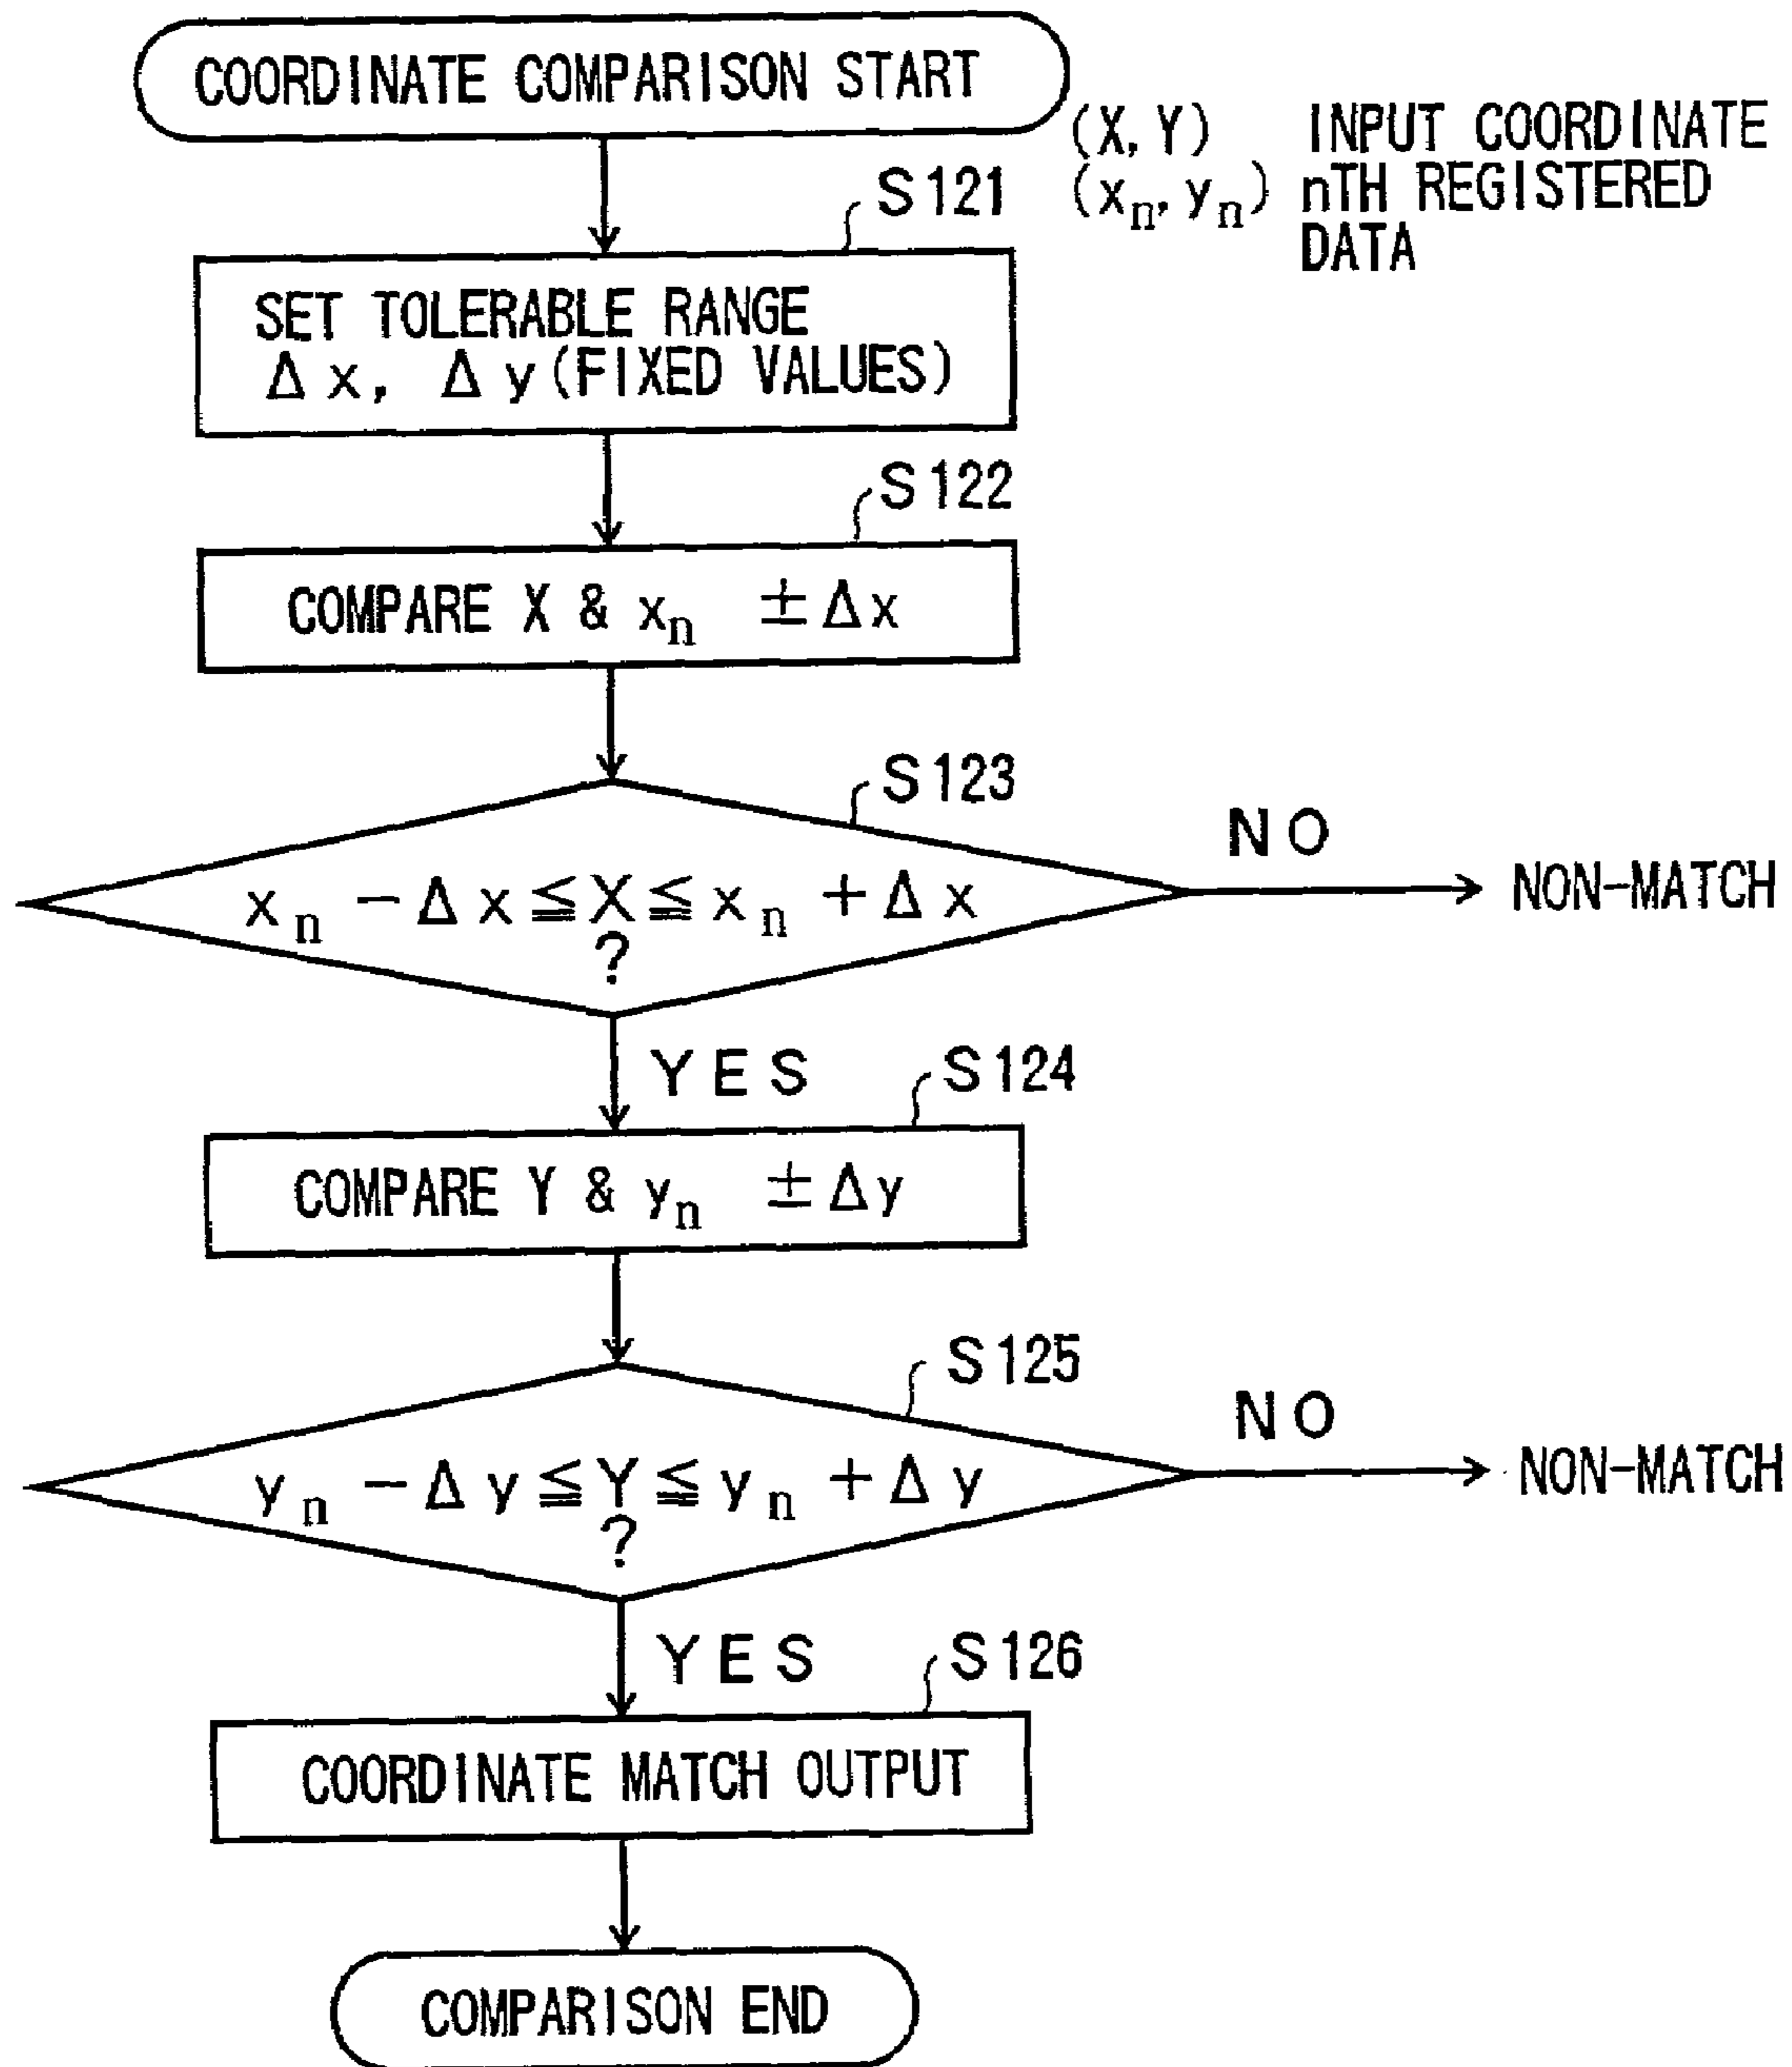 COORDINATE COMPARISON START
(X, Y) INPUT COORDINATE
(xn, yn) nTH REGISTERED
DATA
S121
SET TOLERABLE RANGE
Δx, Δy (FIXED VALUES)
S122
COMPARE X & xn ±Δx
S123
xn - Δx ≦ X ≦ xn + Δx
?
NO
NON-MATCH
YES
S124
COMPARE Y & yn ±Δy
S125
yn - Δy ≦ Y ≦ yn + Δy
?
NO
NON-MATCH
YES
S126
COORDINATE MATCH OUTPUT
COMPARISON END